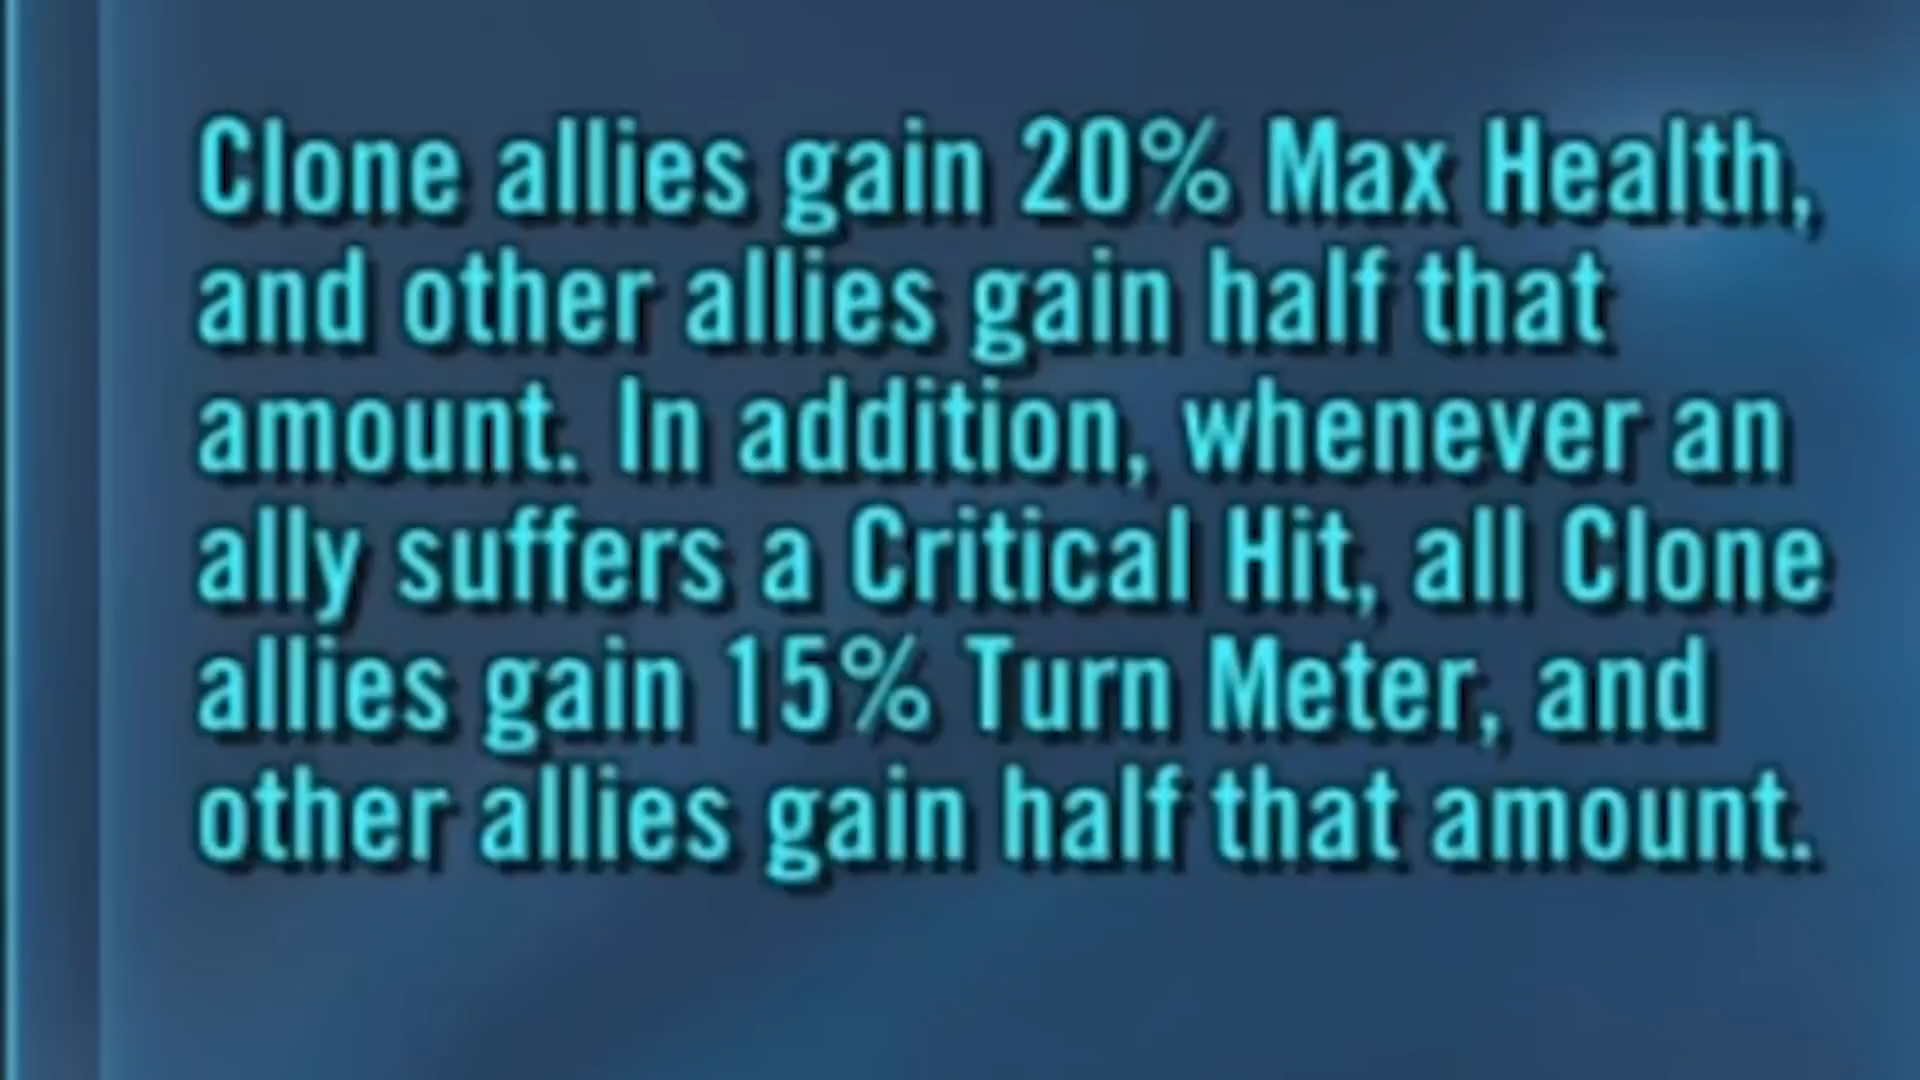 Clone allies gain 20% Max Health,
and other allies gain half that
amount. In addition, whenever an
ally suffers a Critical Hit, all Clone
allies gain 15% Turn Meter, and
other allies gain half that amount.